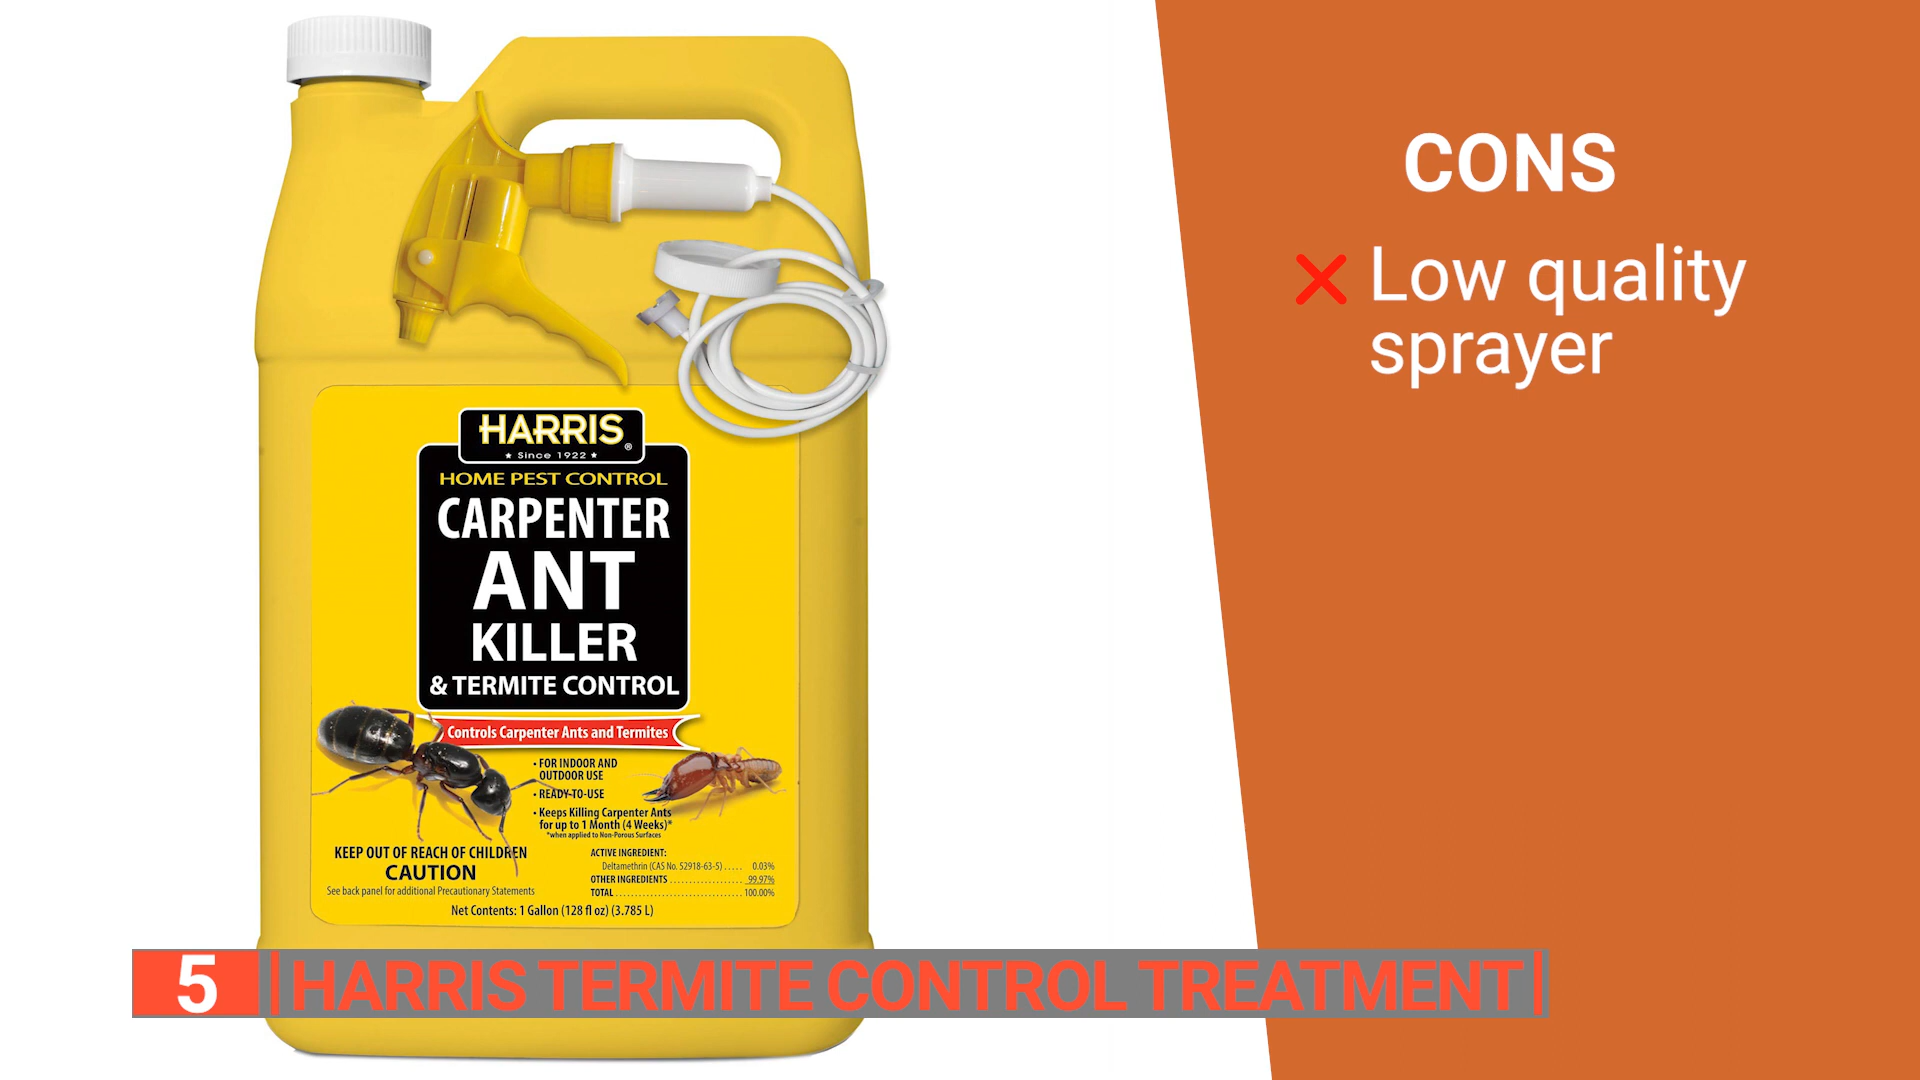 HARRIS®
★ Since 1922 ★
HOME PEST CONTROL
CARPENTER
ANT
KILLER
& TERMITE CONTROL
Controls Carpenter Ants and Termites
• FOR INDOOR AND
OUTDOOR USE
• READY-TO-USE
• Keeps Killing Carpenter Ants
for up to 1 Month (4 Weeks)*
*when applied to Non-Porous Surfaces
KEEP OUT OF REACH OF CHILDREN
CAUTION
See back panel for additional Precautionary Statements
ACTIVE INGREDIENT:
Deltamethrin (CAS No. 52918-63-5) ..... 0.03%
OTHER INGREDIENTS .................. 99.97%
TOTAL ............................... 100.00%
Net Contents: 1 Gallon (128 fl oz) (3.785 L)
CONS
Low quality
sprayer
5 HARRIS TERMITE CONTROL TREATMENT